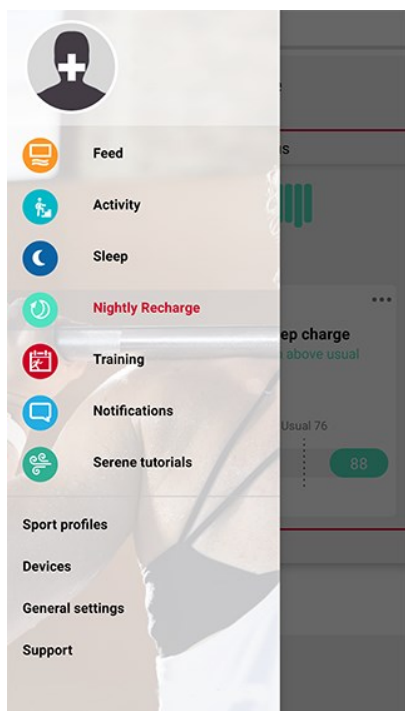 Feed
s
Activity
Sleep
Nightly Recharge
ep charge
above usual
Training
Notifications
Usual 76
Serene tutorials
88
Sport profiles
Devices
General settings
Support